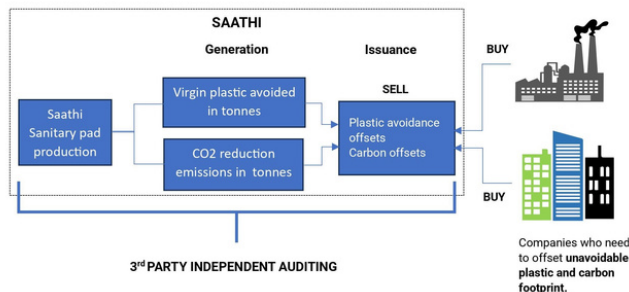 SAATHI
Generation
Issuance
BUY
SELL
Saathi
Sanitary pad
production
Virgin plastic avoided
in tonnes
CO2 reduction
emissions in tonnes
Plastic avoidance
offsets
Carbon offsets
BUY
3rd PARTY INDEPENDENT AUDITING
Companies who need
to offset unavoidable
plastic and carbon
footprint.